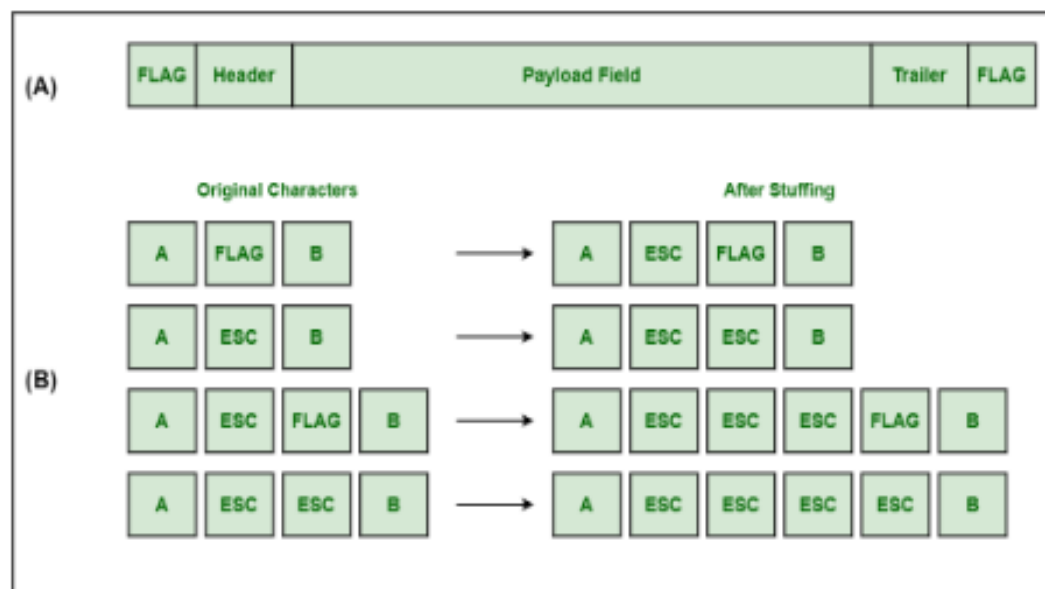 (A) FLAG Header Payload Field Trailer FLAG
Original Characters After Stuffing
A FLAG B A ESC FLAG B
A ESC B A ESC ESC B
(B)
A ESC FLAG B A ESC ESC ESC FLAG B
A ESC ESC B A ESC ESC ESC ESC B